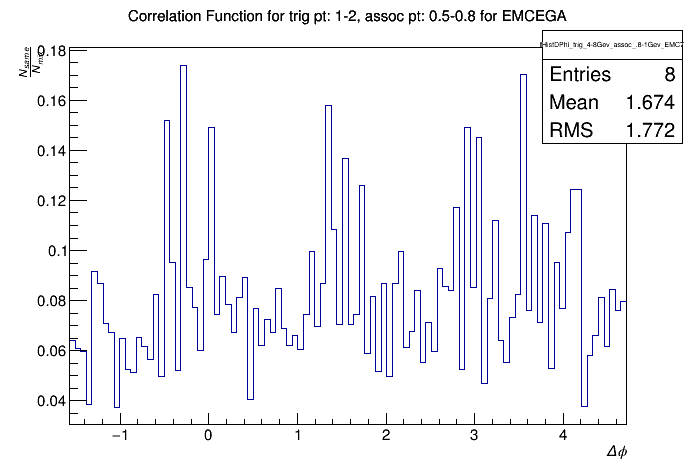 Correlation Function for trig pt: 1-2, assoc pt: 0.5-0.8 for EMCEGA
Entries 8
Mean 1.674
RMS 1.772
0.18
0.16
0.14
0.12
0.1
0.08
0.06
0.04
−1 0 1 2 3 4
Δϕ